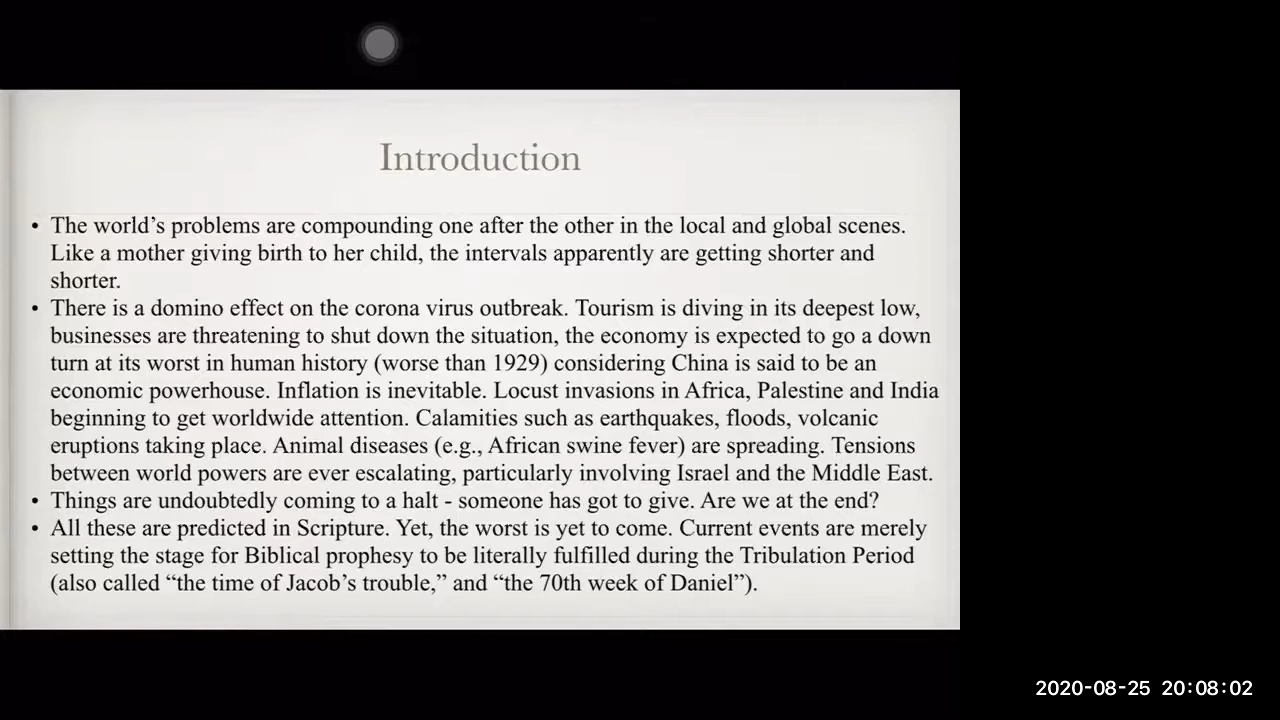 Introduction
• The world’s problems are compounding one after the other in the local and global scenes.
Like a mother giving birth to her child, the intervals apparently are getting shorter and
shorter.
• There is a domino effect on the corona virus outbreak. Tourism is diving in its deepest low,
businesses are threatening to shut down the situation, the economy is expected to go a down
turn at its worst in human history (worse than 1929) considering China is said to be an
economic powerhouse. Inflation is inevitable. Locust invasions in Africa, Palestine and India
beginning to get worldwide attention. Calamities such as earthquakes, floods, volcanic
eruptions taking place. Animal diseases (e.g., African swine fever) are spreading. Tensions
between world powers are ever escalating, particularly involving Israel and the Middle East.
• Things are undoubtedly coming to a halt - someone has got to give. Are we at the end?
• All these are predicted in Scripture. Yet, the worst is yet to come. Current events are merely
setting the stage for Biblical prophesy to be literally fulfilled during the Tribulation Period
(also called “the time of Jacob’s trouble,” and “the 70th week of Daniel”).
2020-08-25 20:08:02